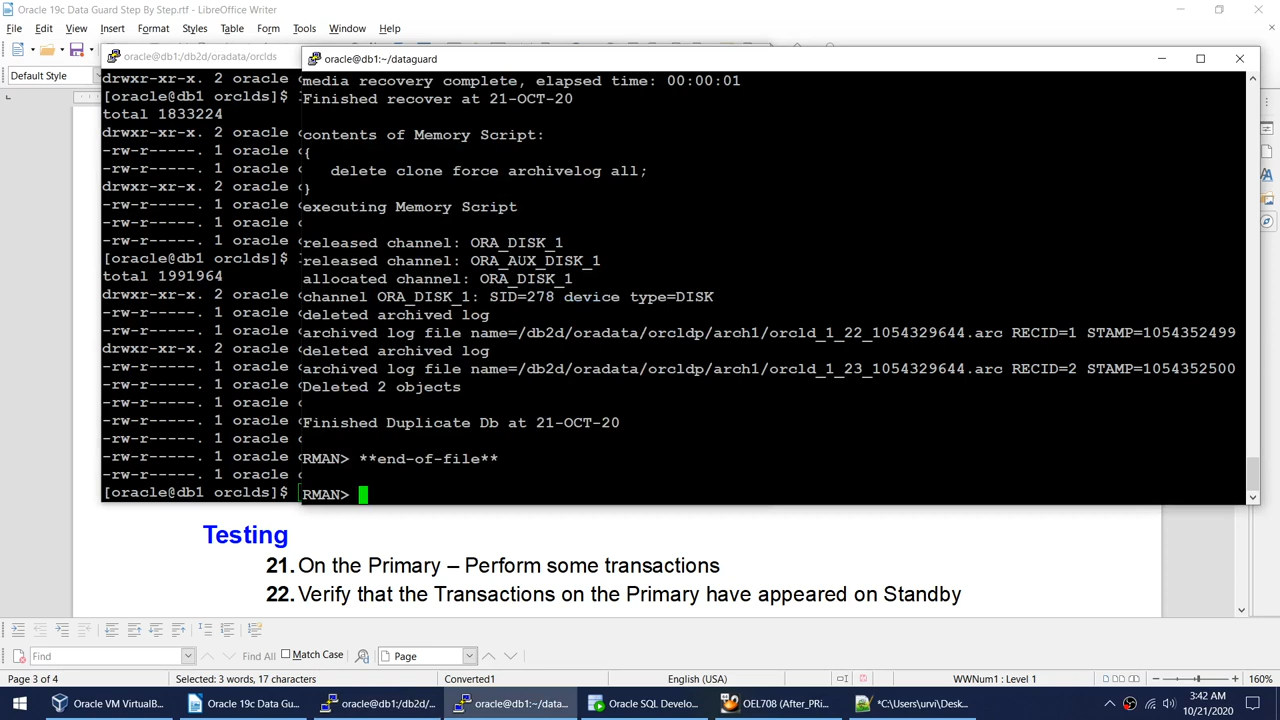 Oracle 19c Data Guard Step By Step.rtf - LibreOffice Writer
File Edit View Insert Format Styles Table Form Tools Window Help
oracle@db1:/db2d/oradata/orclds
oracle@db1:~/dataguard
Default Style
drwxr-xr-x. 2 oracle
[oracle@db1 orclds]$
total 1833224
drwxr-xr-x. 2 oracle
-rw-r-----. 1 oracle
-rw-r-----. 1 oracle
drwxr-xr-x. 2 oracle
-rw-r-----. 1 oracle
-rw-r-----. 1 oracle
-rw-r-----. 1 oracle
[oracle@db1 orclds]$
total 1991964
drwxr-xr-x. 2 oracle
-rw-r-----. 1 oracle
-rw-r-----. 1 oracle
drwxr-xr-x. 2 oracle
-rw-r-----. 1 oracle
-rw-r-----. 1 oracle
-rw-r-----. 1 oracle
-rw-r-----. 1 oracle
-rw-r-----. 1 oracle
-rw-r-----. 1 oracle
-rw-r-----. 1 oracle
[oracle@db1 orclds]$
media recovery complete, elapsed time: 00:00:01
Finished recover at 21-OCT-20
contents of Memory Script:
{
delete clone force archivelog all;
}
executing Memory Script
released channel: ORA_DISK_1
released channel: ORA_AUX_DISK_1
allocated channel: ORA_DISK_1
channel ORA_DISK_1: SID=278 device type=DISK
deleted archived log
archived log file name=/db2d/oradata/orcldp/arch1/orcld_1_22_1054329644.arc RECID=1 STAMP=1054352499
deleted archived log
archived log file name=/db2d/oradata/orcldp/arch1/orcld_1_23_1054329644.arc RECID=2 STAMP=1054352500
Deleted 2 objects
Finished Duplicate Db at 21-OCT-20
RMAN> **end-of-file**
RMAN>
Testing
21. On the Primary – Perform some transactions
22. Verify that the Transactions on the Primary have appeared on Standby
Find Find All Match Case Page
Page 3 of 4 Selected: 3 words, 17 characters Converted1 English (USA) WWNum1 : Level 1 160%
Oracle VM VirtualB... Oracle 19c Data Gu... oracle@db1:/db2d/... oracle@db1:~/data... Oracle SQL Develo... OEL708 (After_PRi... *C:\Users\urvi\Desk...
3:42 AM
10/21/2020